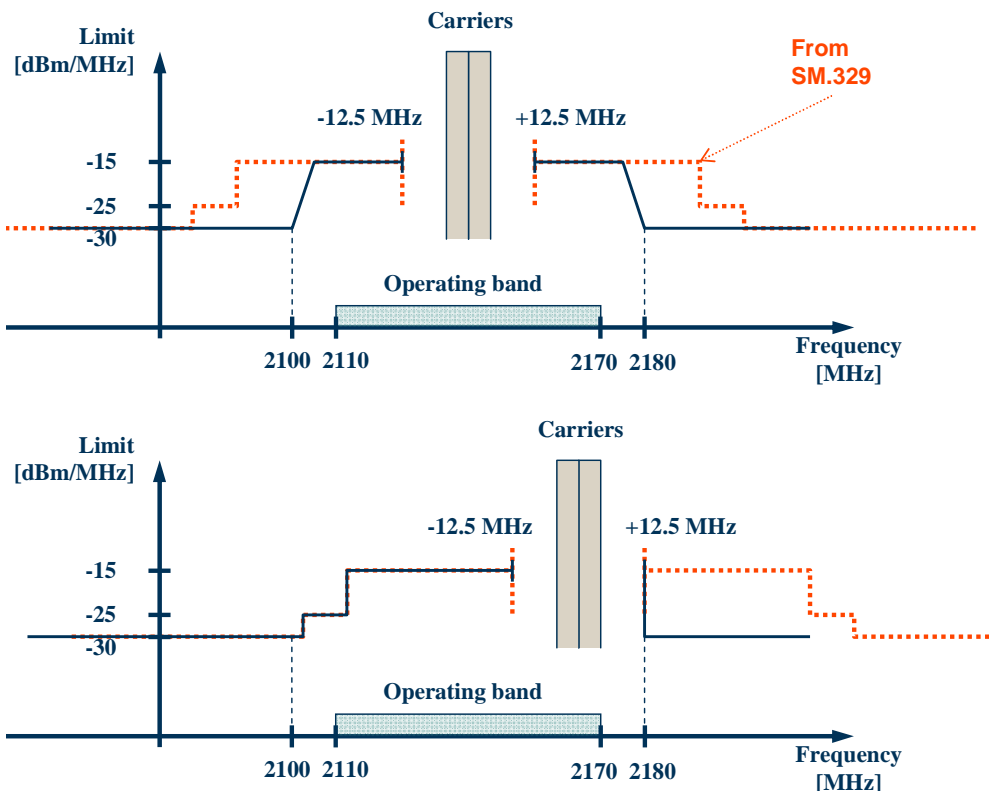 Carriers
Limit
[dBm/MHz]
From
SM.329
-12.5 MHz
+12.5 MHz
-15
-25
-30
Operating band
2100
2110
2170
2180
Frequency
[MHz]
Carriers
Limit
[dBm/MHz]
-12.5 MHz
+12.5 MHz
-15
-25
-30
Operating band
2100
2110
2170
2180
Frequency
[MHz]